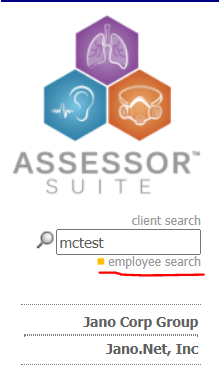 ASSESSOR™
SUITE
client search
mctest
employee search
Jano Corp Group
Jano.Net, Inc